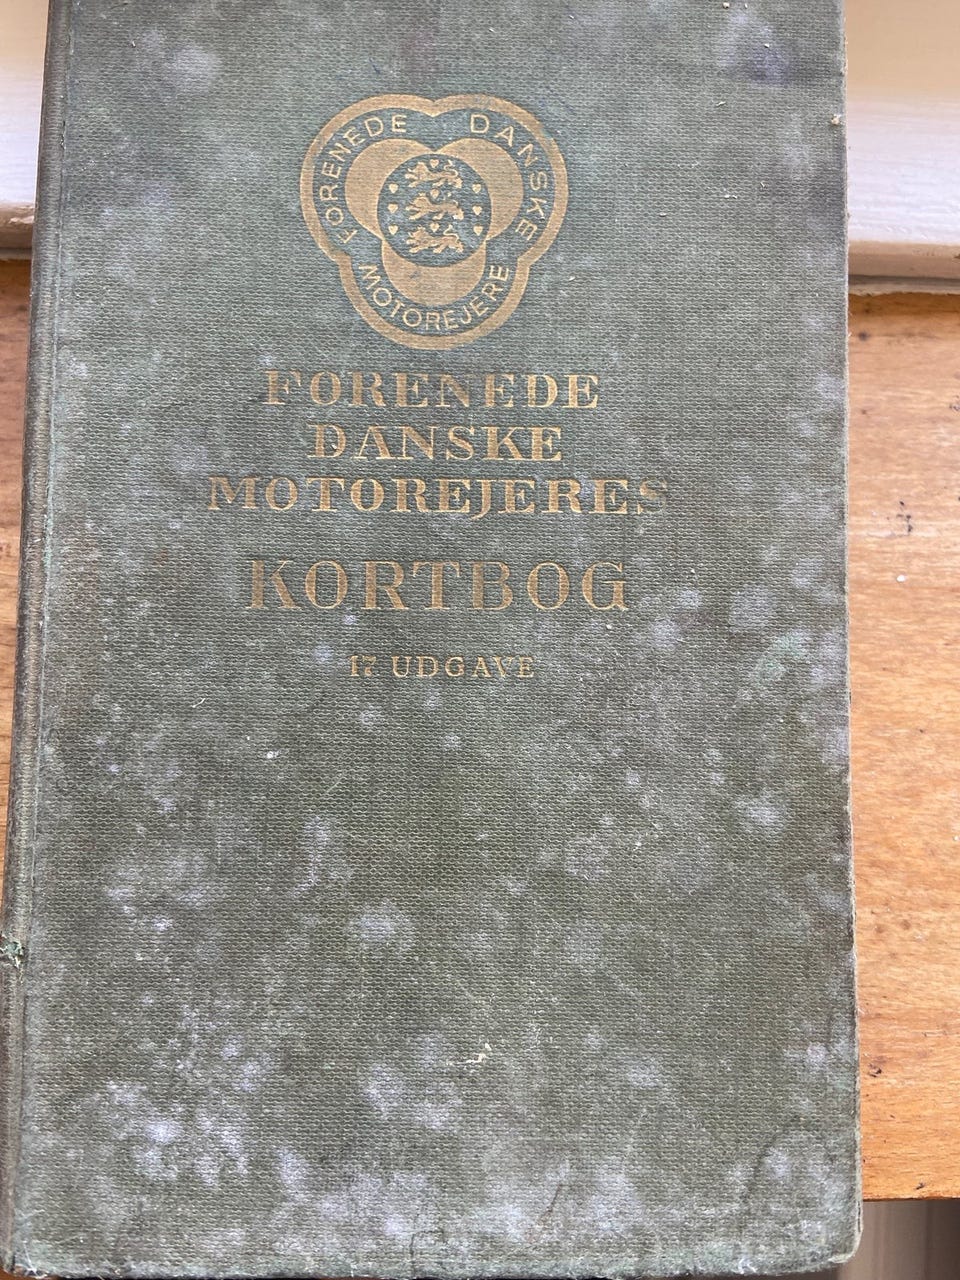 FORENEDE DANSKE MOTOREJERE
FORENEDE
DANSKE
MOTOREJERES
KORTBOG
17 UDGAVE